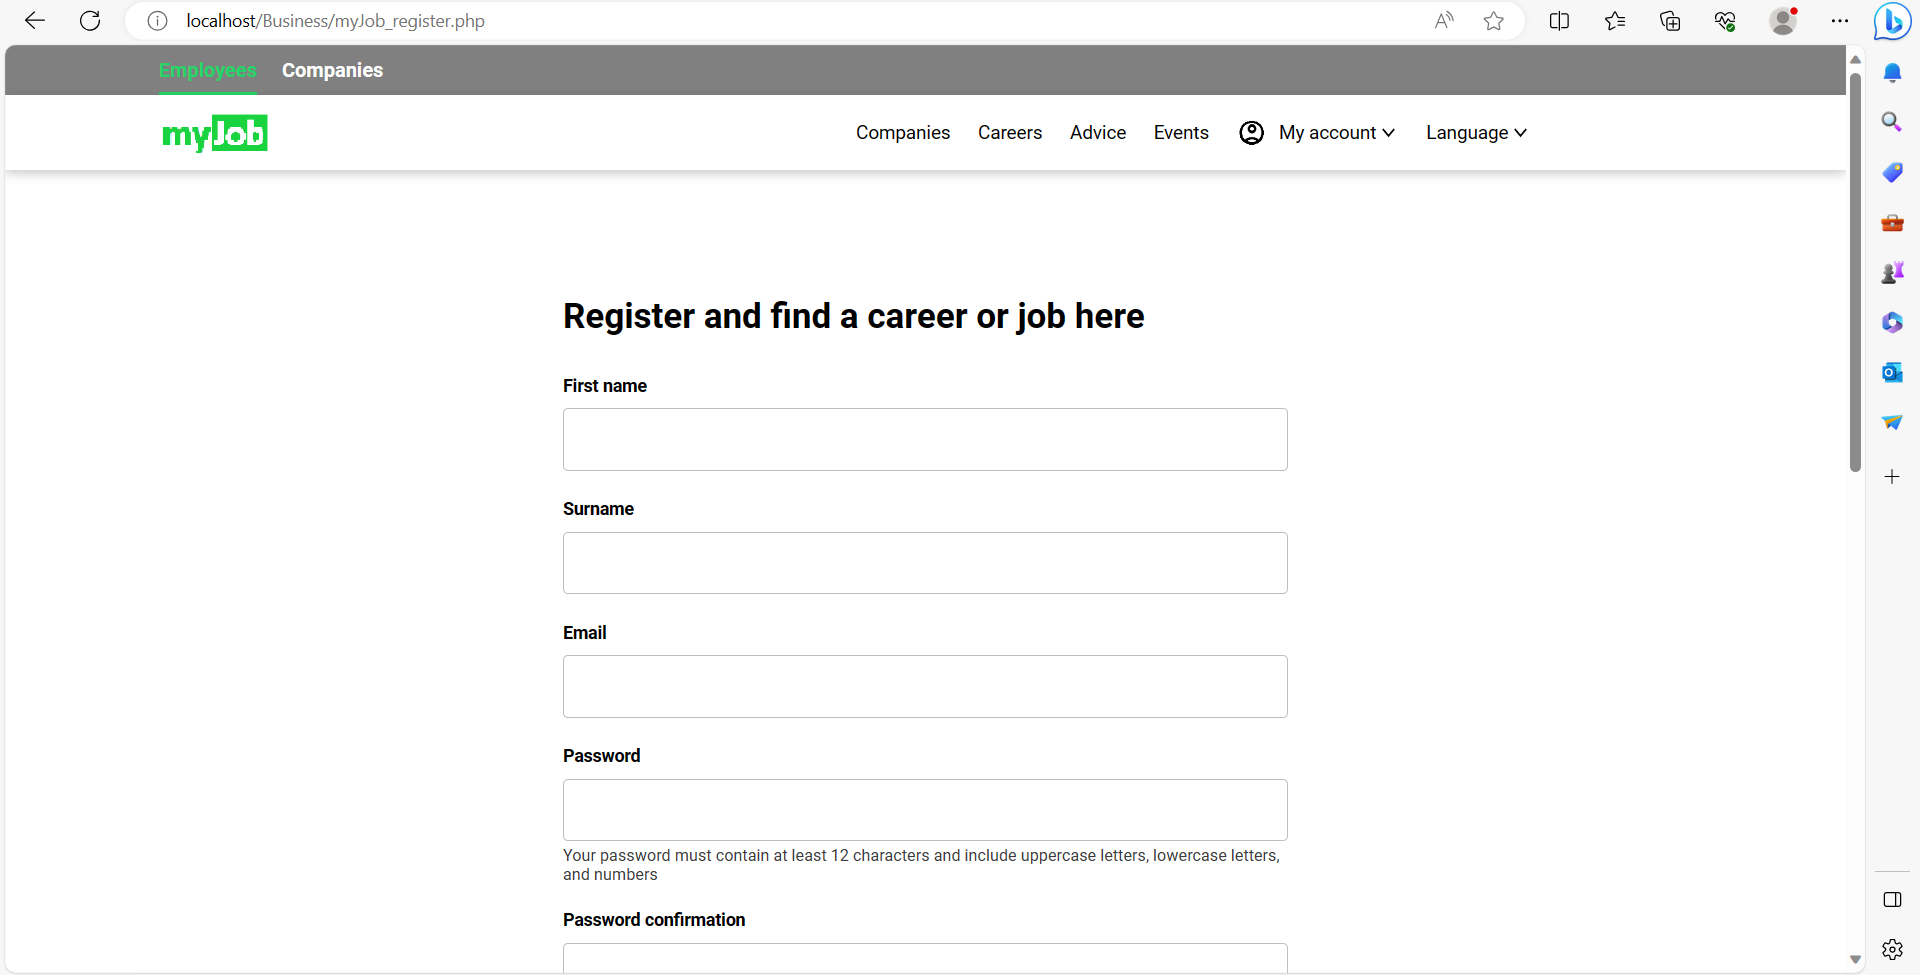 localhost/Business/myJob_register.php
Employees Companies
myJob
Companies Careers Advice Events My account Language
Register and find a career or job here
First name
Surname
Email
Password
Your password must contain at least 12 characters and include uppercase letters, lowercase letters,
and numbers
Password confirmation